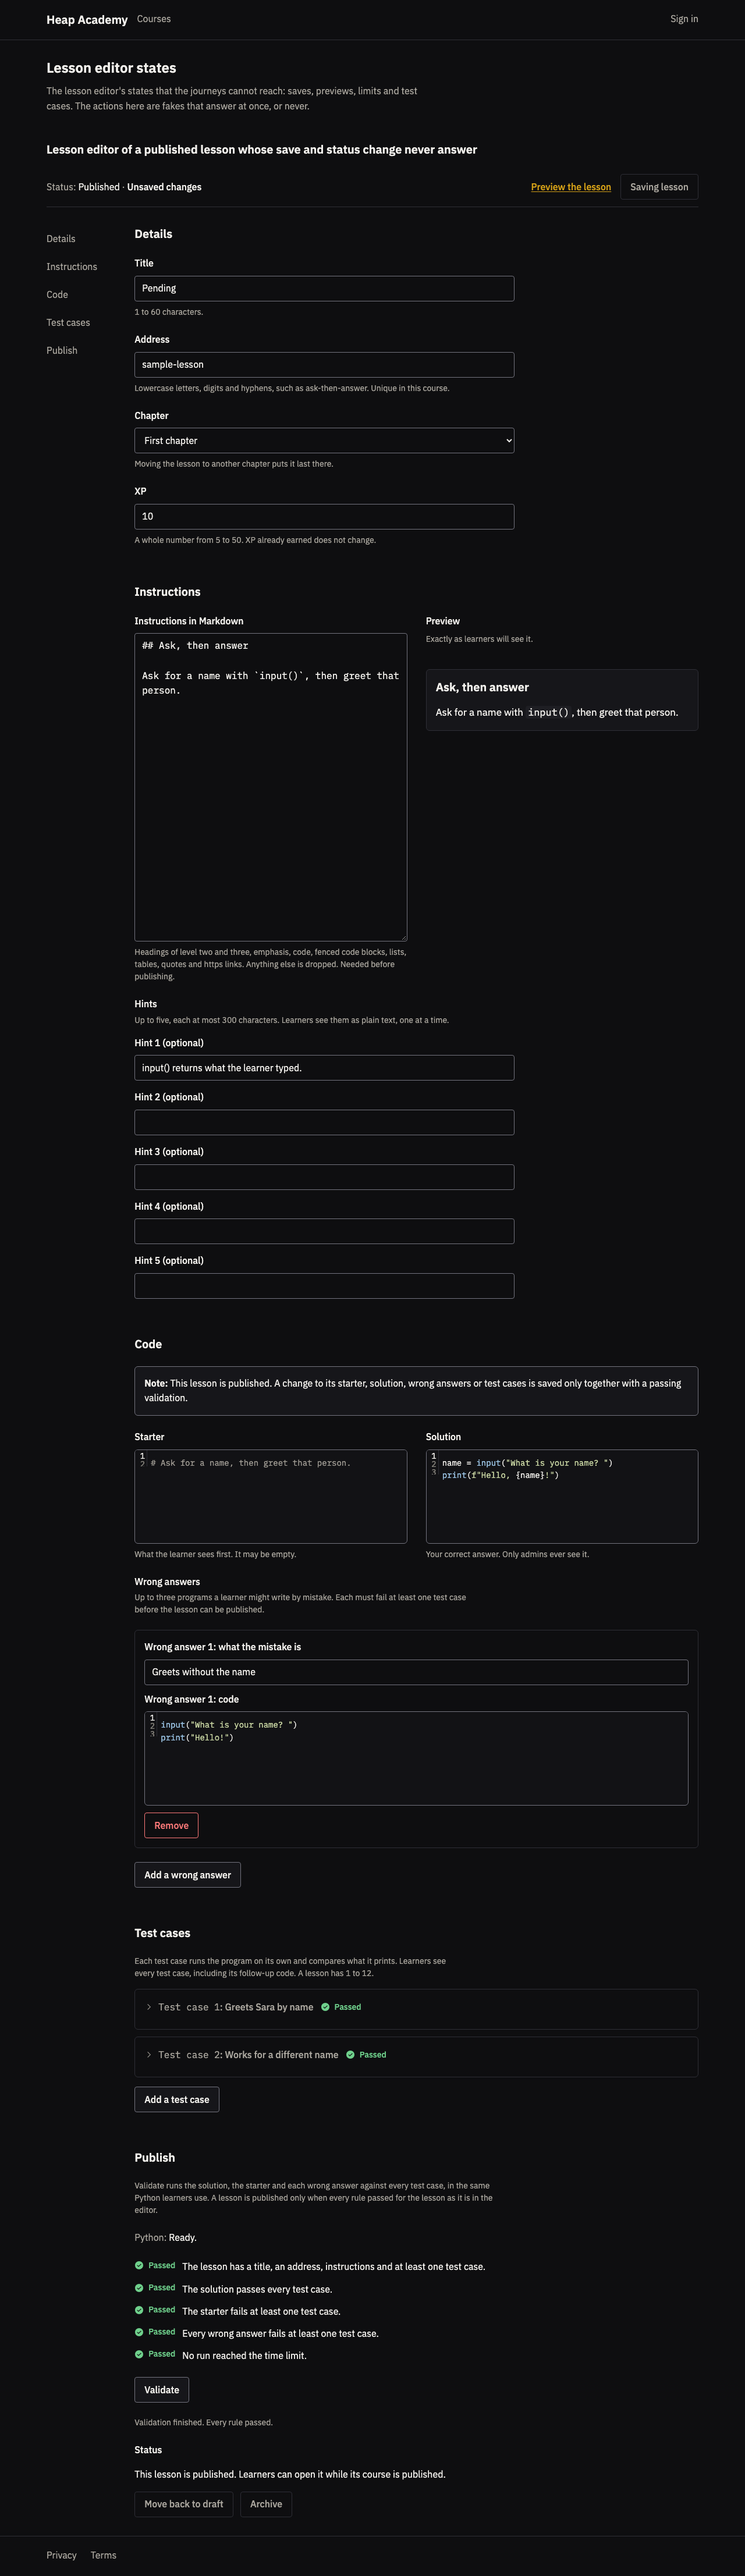 Heap Academy Courses Sign in
Lesson editor states
The lesson editor's states that the journeys cannot reach: saves, previews, limits and test
cases. The actions here are fakes that answer at once, or never.
Lesson editor of a published lesson whose save and status change never answer
Status: Published · Unsaved changes Preview the lesson Saving lesson
Details
Instructions
Code
Test cases
Publish
Details
Title
Pending
1 to 60 characters.
Address
sample-lesson
Lowercase letters, digits and hyphens, such as ask-then-answer. Unique in this course.
Chapter
First chapter
Moving the lesson to another chapter puts it last there.
XP
10
A whole number from 5 to 50. XP already earned does not change.
Instructions
Instructions in Markdown
## Ask, then answer
Ask for a name with `input()`, then greet that
person.
Headings of level two and three, emphasis, code, fenced code blocks, lists,
tables, quotes and https links. Anything else is dropped. Needed before
publishing.
Preview
Exactly as learners will see it.
Ask, then answer
Ask for a name with input(), then greet that person.
Hints
Up to five, each at most 300 characters. Learners see them as plain text, one at a time.
Hint 1 (optional)
input() returns what the learner typed.
Hint 2 (optional)
Hint 3 (optional)
Hint 4 (optional)
Hint 5 (optional)
Code
Note: This lesson is published. A change to its starter, solution, wrong answers or test cases is saved only together with a passing
validation.
Starter
1
2
# Ask for a name, then greet that person.
What the learner sees first. It may be empty.
Solution
1
2
3
name = input("What is your name? ")
print(f"Hello, {name}!")
Your correct answer. Only admins ever see it.
Wrong answers
Up to three programs a learner might write by mistake. Each must fail at least one test case
before the lesson can be published.
Wrong answer 1: what the mistake is
Greets without the name
Wrong answer 1: code
1
2
3
input("What is your name? ")
print("Hello!")
Remove
Add a wrong answer
Test cases
Each test case runs the program on its own and compares what it prints. Learners see
every test case, including its follow-up code. A lesson has 1 to 12.
Test case 1: Greets Sara by name Passed
Test case 2: Works for a different name Passed
Add a test case
Publish
Validate runs the solution, the starter and each wrong answer against every test case, in the same
Python learners use. A lesson is published only when every rule passed for the lesson as it is in the
editor.
Python: Ready.
Passed The lesson has a title, an address, instructions and at least one test case.
Passed The solution passes every test case.
Passed The starter fails at least one test case.
Passed Every wrong answer fails at least one test case.
Passed No run reached the time limit.
Validate
Validation finished. Every rule passed.
Status
This lesson is published. Learners can open it while its course is published.
Move back to draft Archive
Privacy Terms